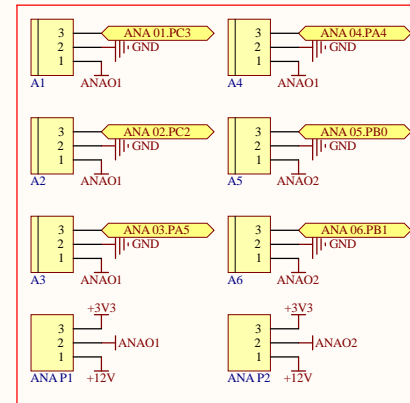 3 ANA 01.PC3
2 GND
1
A1 ANAO1
3 ANA 04.PA4
2 GND
1
A4 ANAO1
3 ANA 02.PC2
2 GND
1
A2 ANAO1
3 ANA 05.PB0
2 GND
1
A5 ANAO2
3 ANA 03.PA5
2 GND
1
A3 ANAO1
3 ANA 06.PB1
2 GND
1
A6 ANAO2
+3V3
3
2 ANAO1
1
ANA P1 +12V
+3V3
3
2 ANAO2
1
ANA P2 +12V